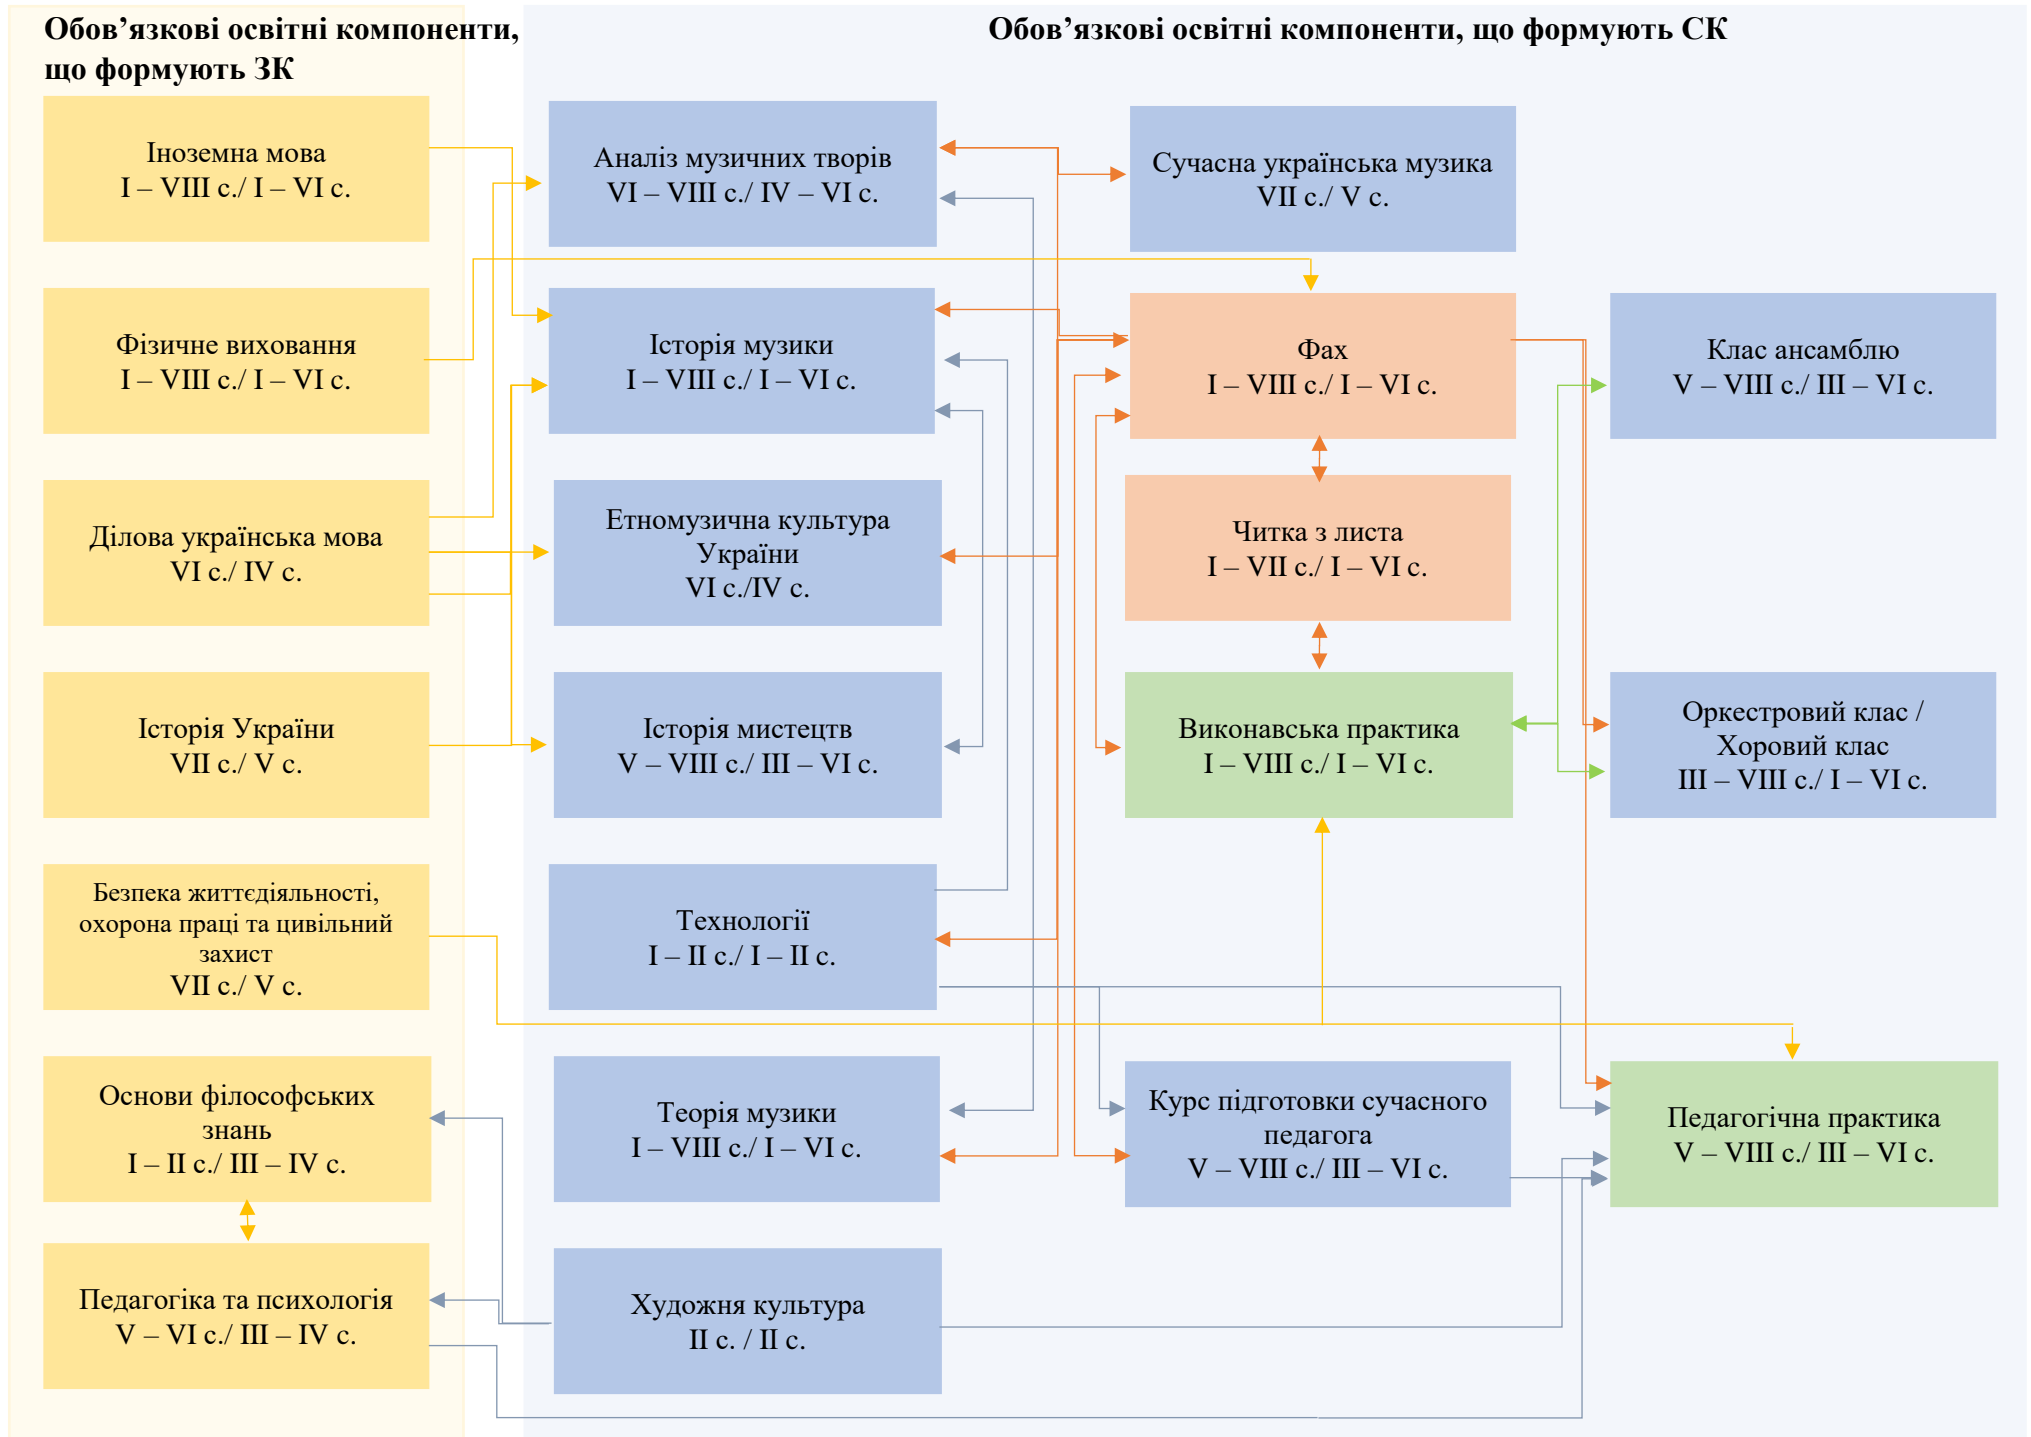 Обов’язкові освітні компоненти,
що формують ЗК
Обов’язкові освітні компоненти, що формують СК
Іноземна мова
I – VIII с./ I – VI с.
Фізичне виховання
I – VIII с./ I – VI с.
Ділова українська мова
VI с./ IV с.
Історія України
VII с./ V с.
Безпека життєдіяльності,
охорона праці та цивільний
захист
VII с./ V с.
Основи філософських
знань
I – II с./ III – IV с.
Педагогіка та психологія
V – VI с./ III – IV с.
Аналіз музичних творів
VI – VIII с./ IV – VI с.
Історія музики
I – VIII с./ I – VI с.
Етномузична культура
України
VI с./IV с.
Історія мистецтв
V – VIII с./ III – VI с.
Технології
I – II с./ I – II с.
Теорія музики
I – VIII с./ I – VI с.
Художня культура
II с. / II с.
Сучасна українська музика
VII с./ V с.
Фах
I – VIII с./ I – VI с.
Читка з листа
I – VII с./ I – VI с.
Виконавська практика
I – VIII с./ I – VI с.
Курс підготовки сучасного
педагога
V – VIII с./ III – VI с.
Клас ансамблю
V – VIII с./ III – VI с.
Оркестровий клас /
Хоровий клас
III – VIII с./ I – VI с.
Педагогічна практика
V – VIII с./ III – VI с.